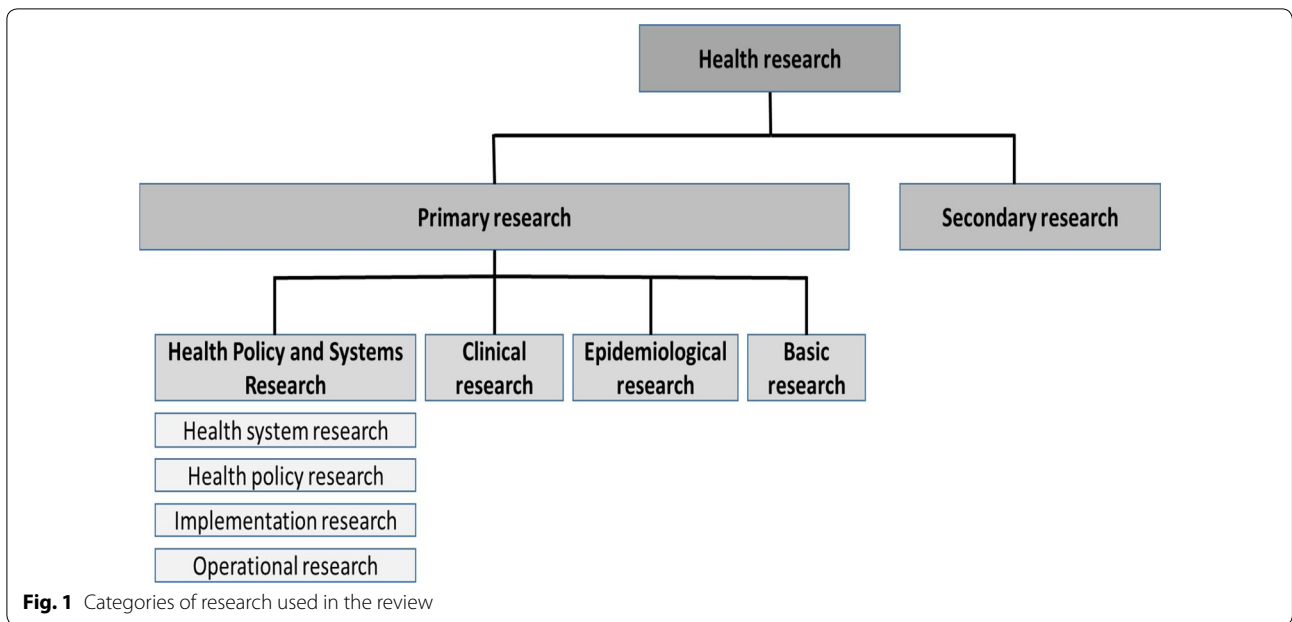 Health research
Primary research
Secondary research
Health Policy and Systems
Research
Clinical
research
Epidemiological
research
Basic
research
Health system research
Health policy research
Implementation research
Operational research
Fig. 1 Categories of research used in the review